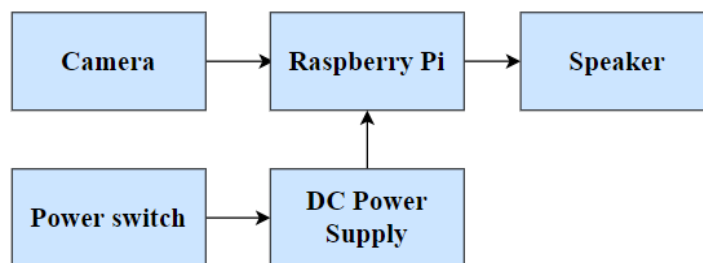 Camera
Raspberry Pi
Speaker
Power switch
DC Power
Supply